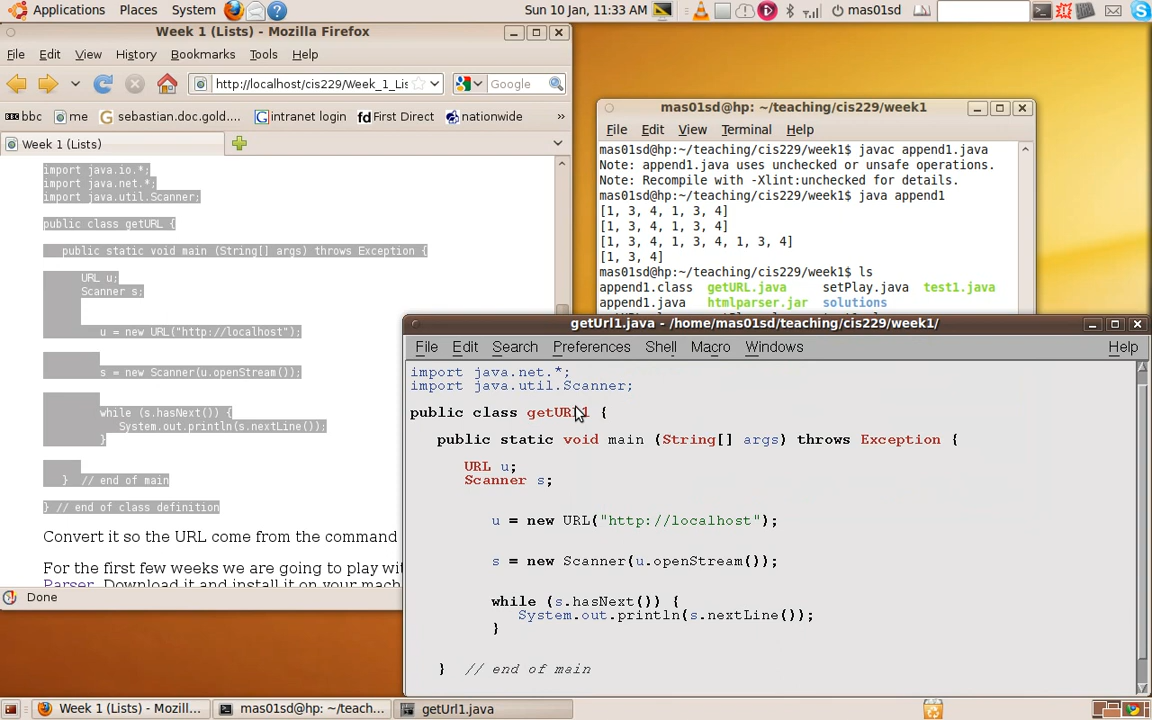 Applications Places System
Sun 10 Jan, 11:33 AM
mas01sd
Week 1 (Lists) - Mozilla Firefox
File Edit View History Bookmarks Tools Help
http://localhost/cis229/Week_1_Lis
Google
bbc me sebastian.doc.gold.... intranet login First Direct nationwide »
Week 1 (Lists)
import java.io.*;
import java.net.*;
import java.util.Scanner;
public class getURL {
public static void main (String[] args) throws Exception {
URL u;
Scanner s;
u = new URL("http://localhost");
s = new Scanner(u.openStream());
while (s.hasNext()) {
System.out.println(s.nextLine());
}
} // end of main
} // end of class definition
Convert it so the URL come from the command
For the first few weeks we are going to play wit
Parser. Download it and install it on your mach
Done
mas01sd@hp: ~/teaching/cis229/week1
File Edit View Terminal Help
mas01sd@hp:~/teaching/cis229/week1$ javac append1.java
Note: append1.java uses unchecked or unsafe operations.
Note: Recompile with -Xlint:unchecked for details.
mas01sd@hp:~/teaching/cis229/week1$ java append1
[1, 3, 4, 1, 3, 4]
[1, 3, 4, 1, 3, 4]
[1, 3, 4, 1, 3, 4, 1, 3, 4]
[1, 3, 4]
mas01sd@hp:~/teaching/cis229/week1$ ls
append1.class getURL.java setPlay.java test1.java
append1.java htmlparser.jar solutions
getUrl1.java - /home/mas01sd/teaching/cis229/week1/
File Edit Search Preferences Shell Macro Windows Help
import java.net.*;
import java.util.Scanner;
public class getURL1 {
public static void main (String[] args) throws Exception {
URL u;
Scanner s;
u = new URL("http://localhost");
s = new Scanner(u.openStream());
while (s.hasNext()) {
System.out.println(s.nextLine());
}
} // end of main
Week 1 (Lists) - Mozill... mas01sd@hp: ~/teach... getUrl1.java